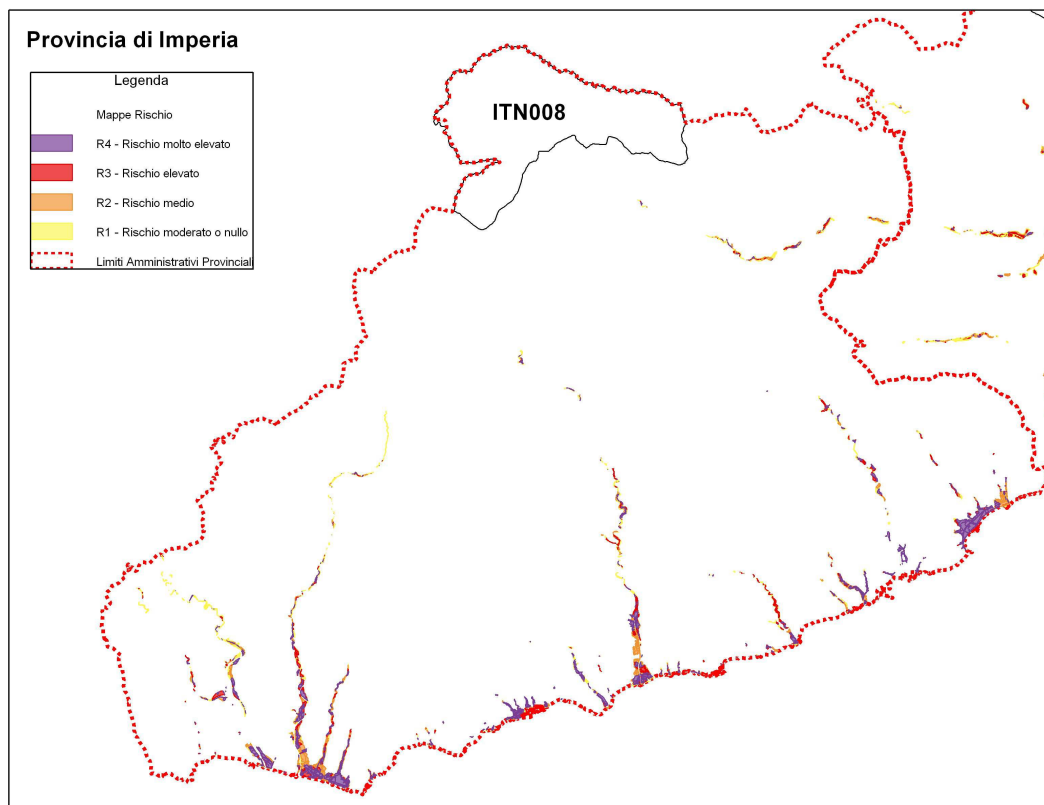 Provincia di Imperia
Legenda
Mappe Rischio
R4 - Rischio molto elevato
R3 - Rischio elevato
R2 - Rischio medio
R1 - Rischio moderato o nullo
Limiti Amministrativi Provinciali
ITN008